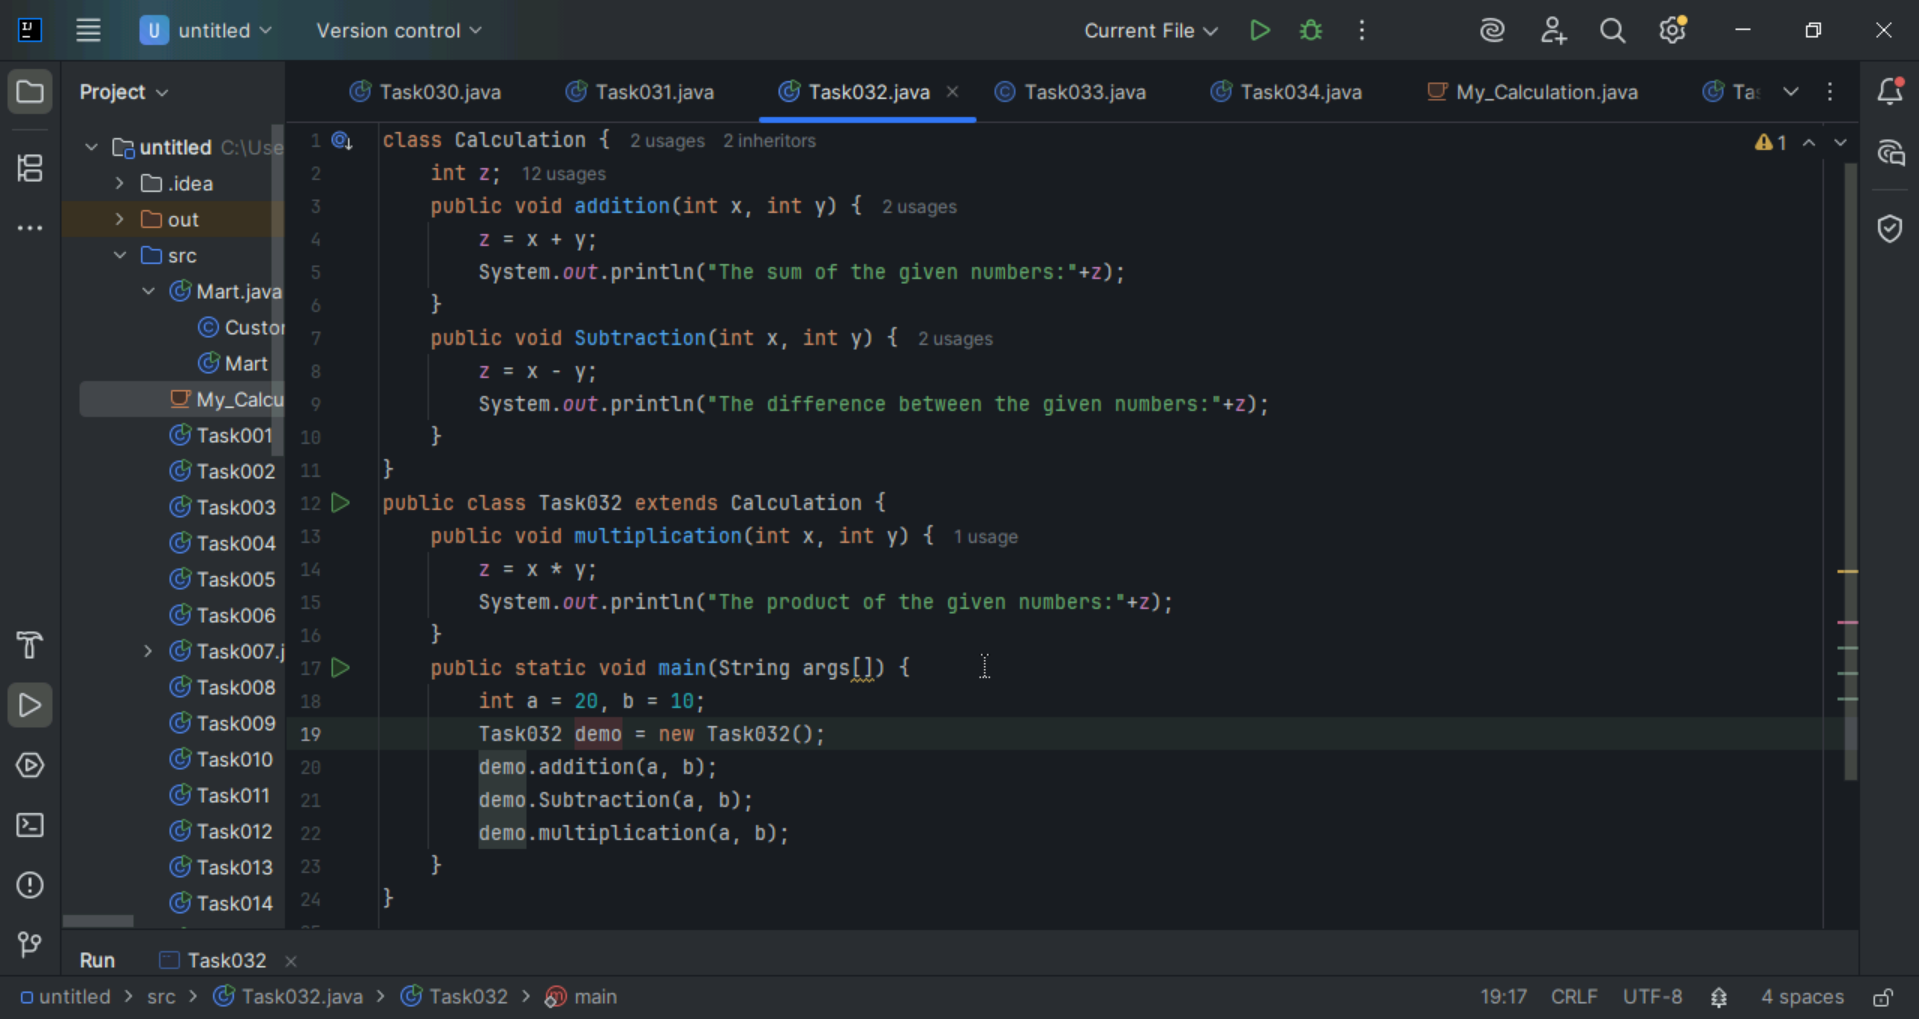 U untitled Version control Current File
Project
Task030.java Task031.java Task032.java Task033.java Task034.java My_Calculation.java Tas
untitled C:\Use
.idea
out
src
Mart.java
Custor
Mart
My_Calcu
Task001
Task002
Task003
Task004
Task005
Task006
Task007.j
Task008
Task009
Task010
Task011
Task012
Task013
Task014
1 class Calculation { 2 usages 2 inheritors
2 int z; 12 usages
3 public void addition(int x, int y) { 2 usages
4 z = x + y;
5 System.out.println("The sum of the given numbers:"+z);
6 }
7 public void Subtraction(int x, int y) { 2 usages
8 z = x - y;
9 System.out.println("The difference between the given numbers:"+z);
10 }
11 }
12 public class Task032 extends Calculation {
13 public void multiplication(int x, int y) { 1 usage
14 z = x * y;
15 System.out.println("The product of the given numbers:"+z);
16 }
17 public static void main(String args[]) {
18 int a = 20, b = 10;
19 Task032 demo = new Task032();
20 demo.addition(a, b);
21 demo.Subtraction(a, b);
22 demo.multiplication(a, b);
23 }
24 }
1
Run Task032
untitled > src > Task032.java > Task032 > main 19:17 CRLF UTF-8 4 spaces